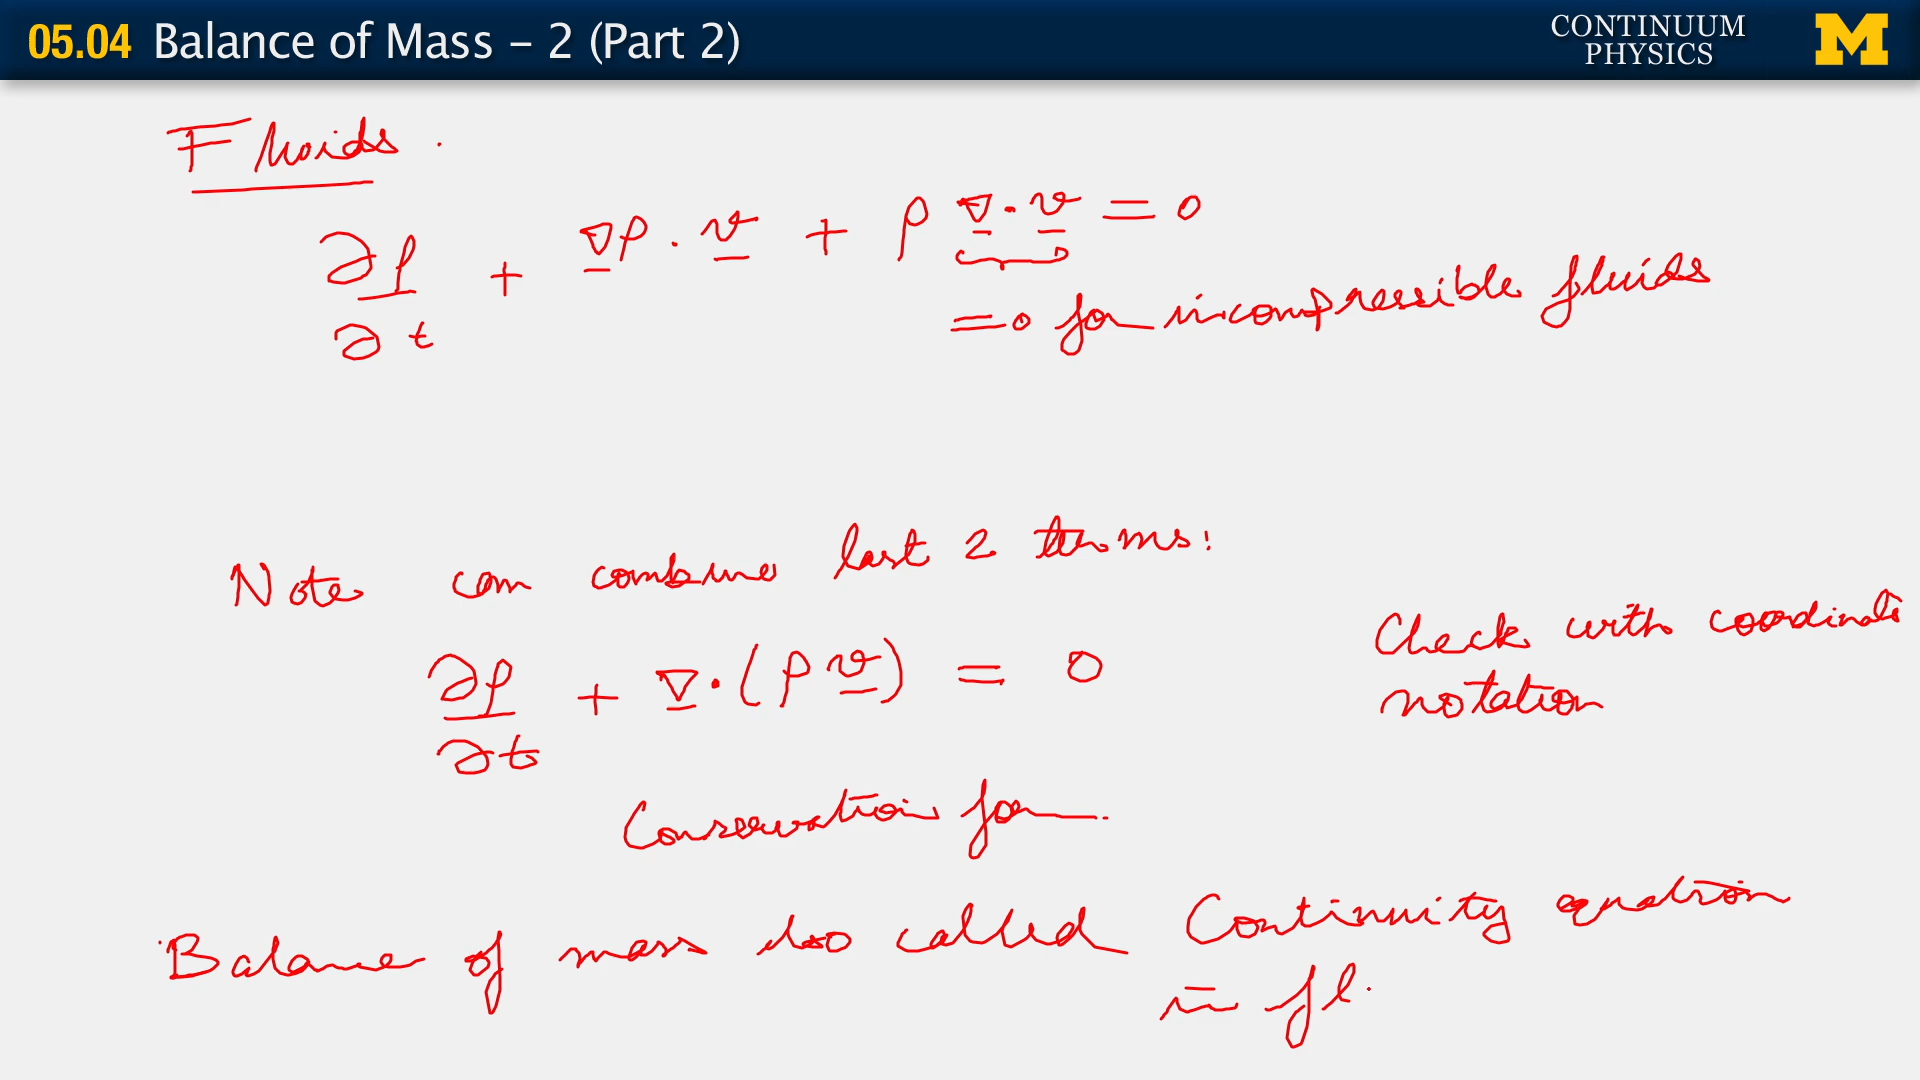 05.04 Balance of Mass – 2 (Part 2)
CONTINUUM
PHYSICS
M
Fluids.
∂ρ/∂t + ∇ρ · v + ρ ∇ · v = 0
= 0 for incompressible fluids
Note can combine last 2 terms:
Check with coordinate
notation
∂ρ/∂t + ∇ · (ρ v) = 0
Conservation form.
Balance of mass also called Continuity equation
in fl.